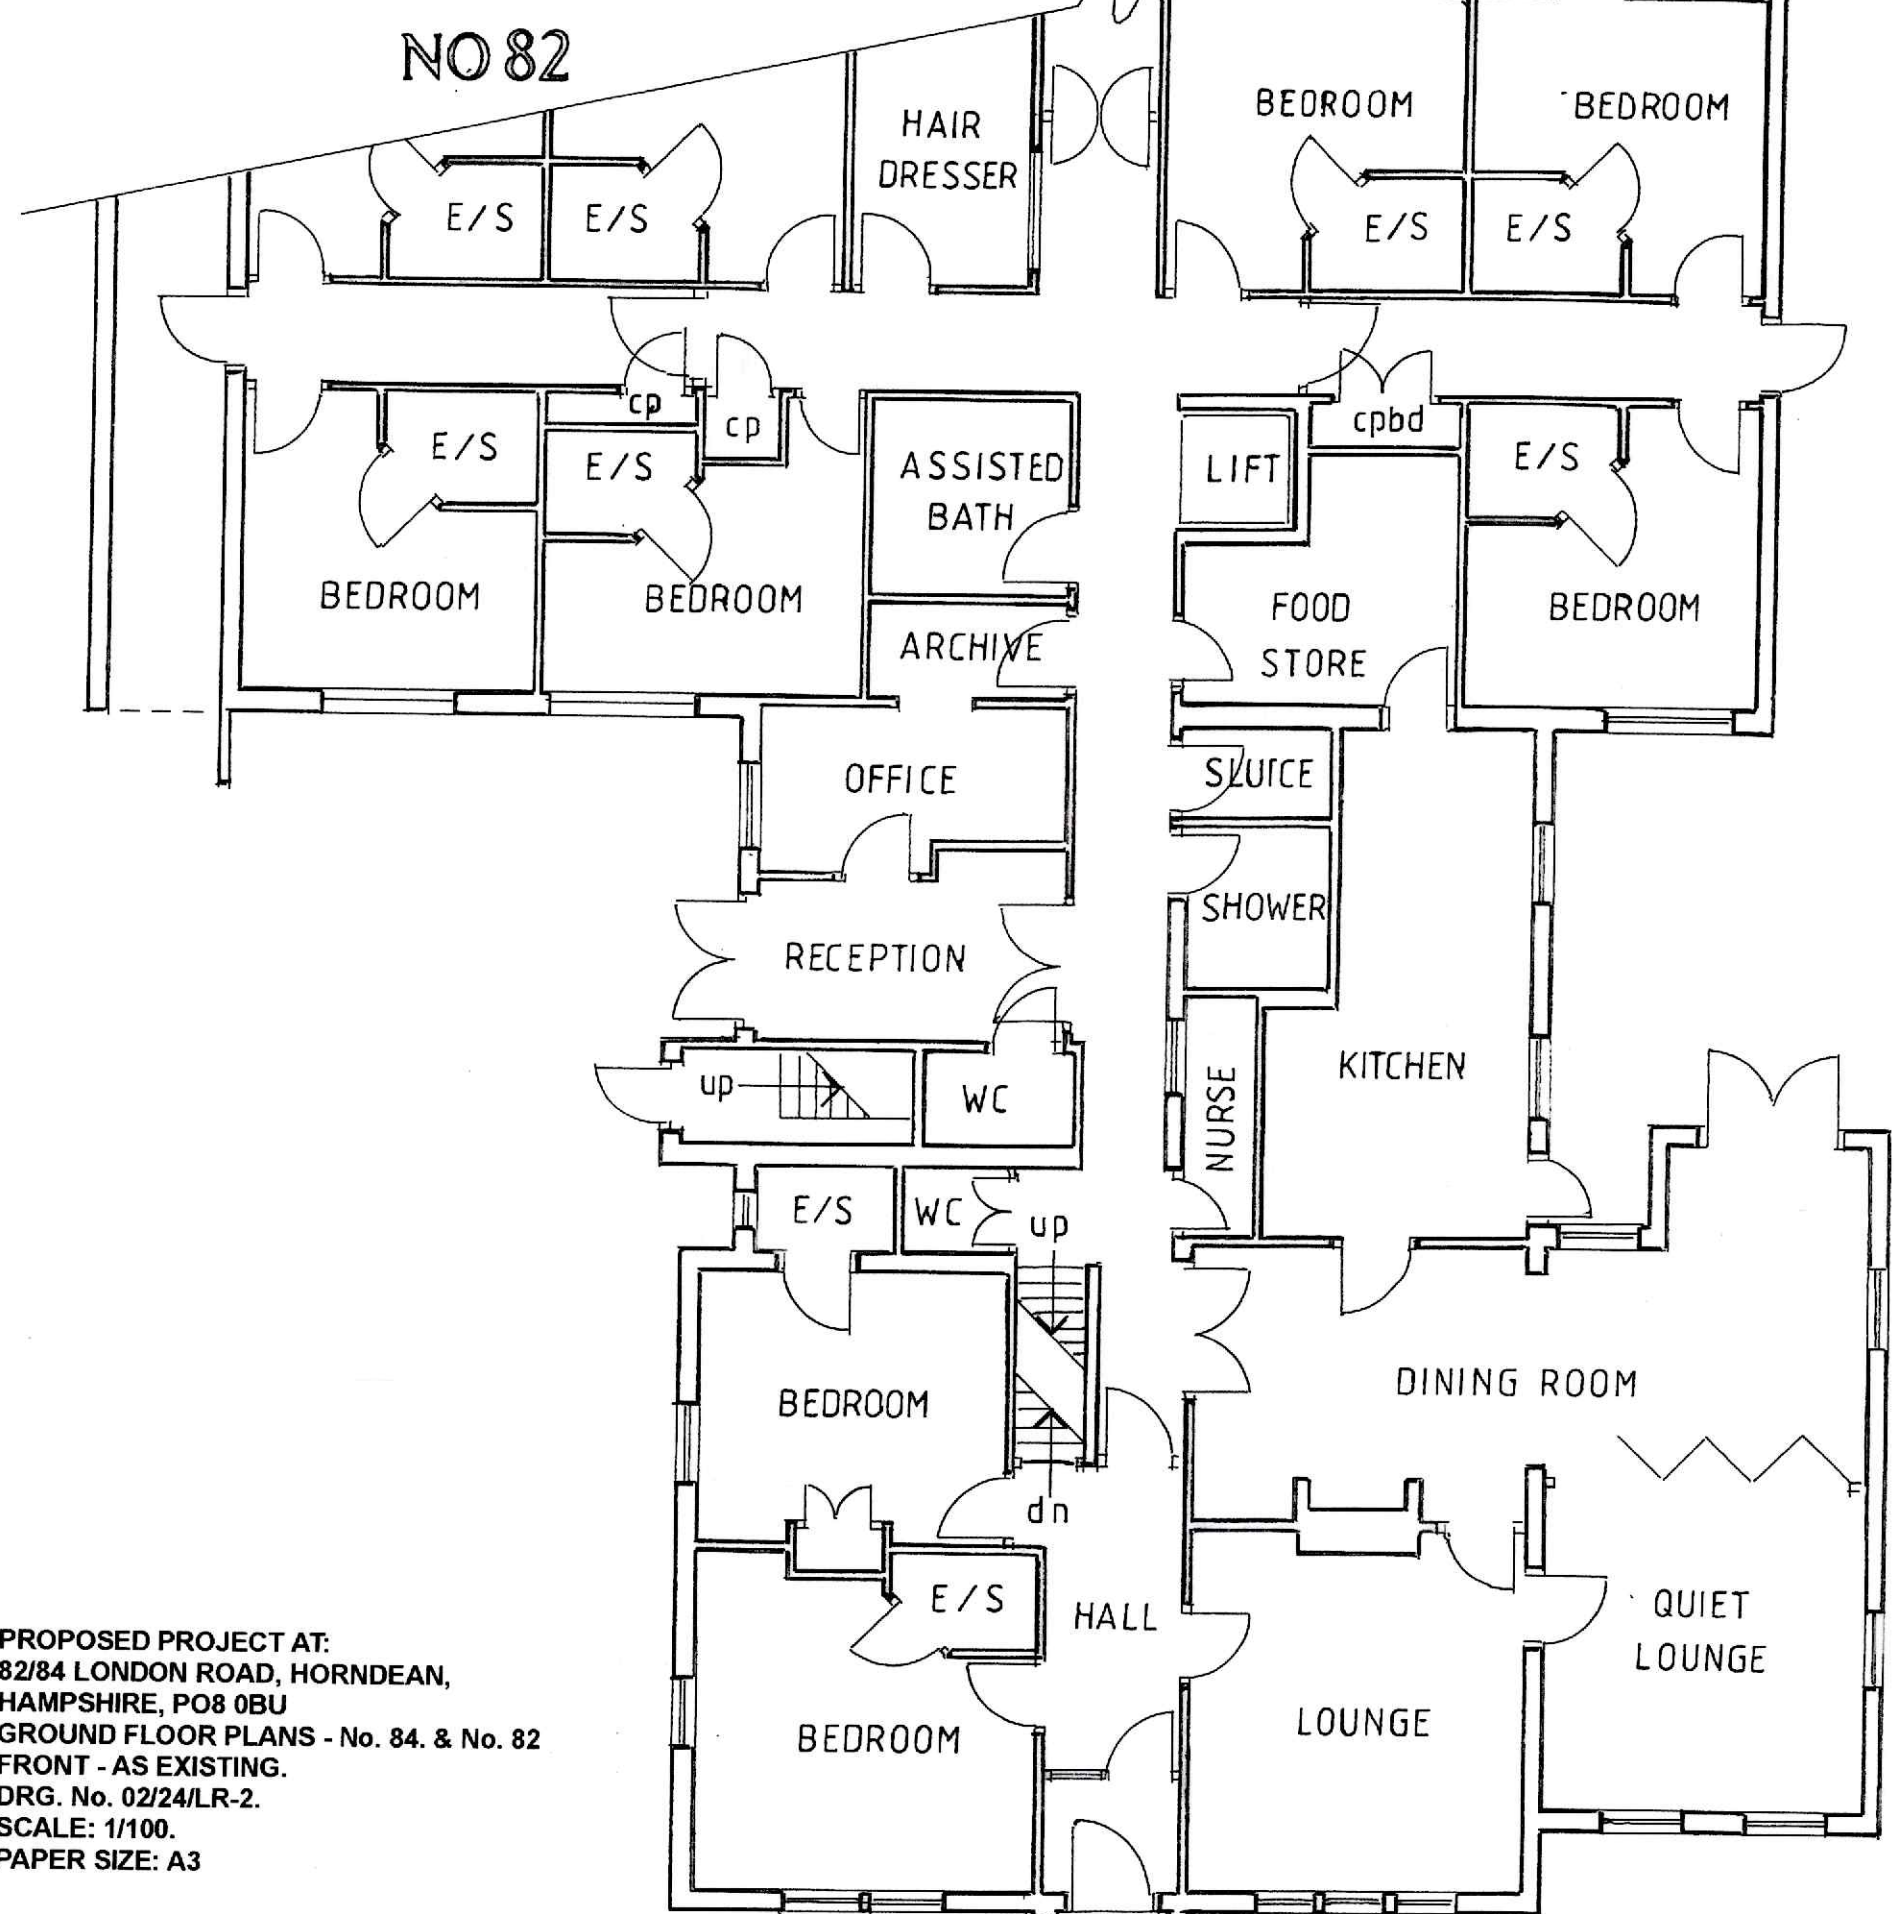 NO 82
HAIR
DRESSER
BEDROOM
BEDROOM
E/S
E/S
E/S
E/S
cp
cp
cpbd
E/S
E/S
ASSISTED
BATH
LIFT
E/S
BEDROOM
BEDROOM
ARCHIVE
FOOD
STORE
BEDROOM
OFFICE
SLUICE
SHOWER
RECEPTION
up
WC
NURSE
KITCHEN
E/S
WC
up
BEDROOM
DINING ROOM
dn
E/S
HALL
QUIET
LOUNGE
BEDROOM
LOUNGE
PROPOSED PROJECT AT:
82/84 LONDON ROAD, HORNDEAN,
HAMPSHIRE, PO8 0BU
GROUND FLOOR PLANS - No. 84. & No. 82
FRONT - AS EXISTING.
DRG. No. 02/24/LR-2.
SCALE: 1/100.
PAPER SIZE: A3